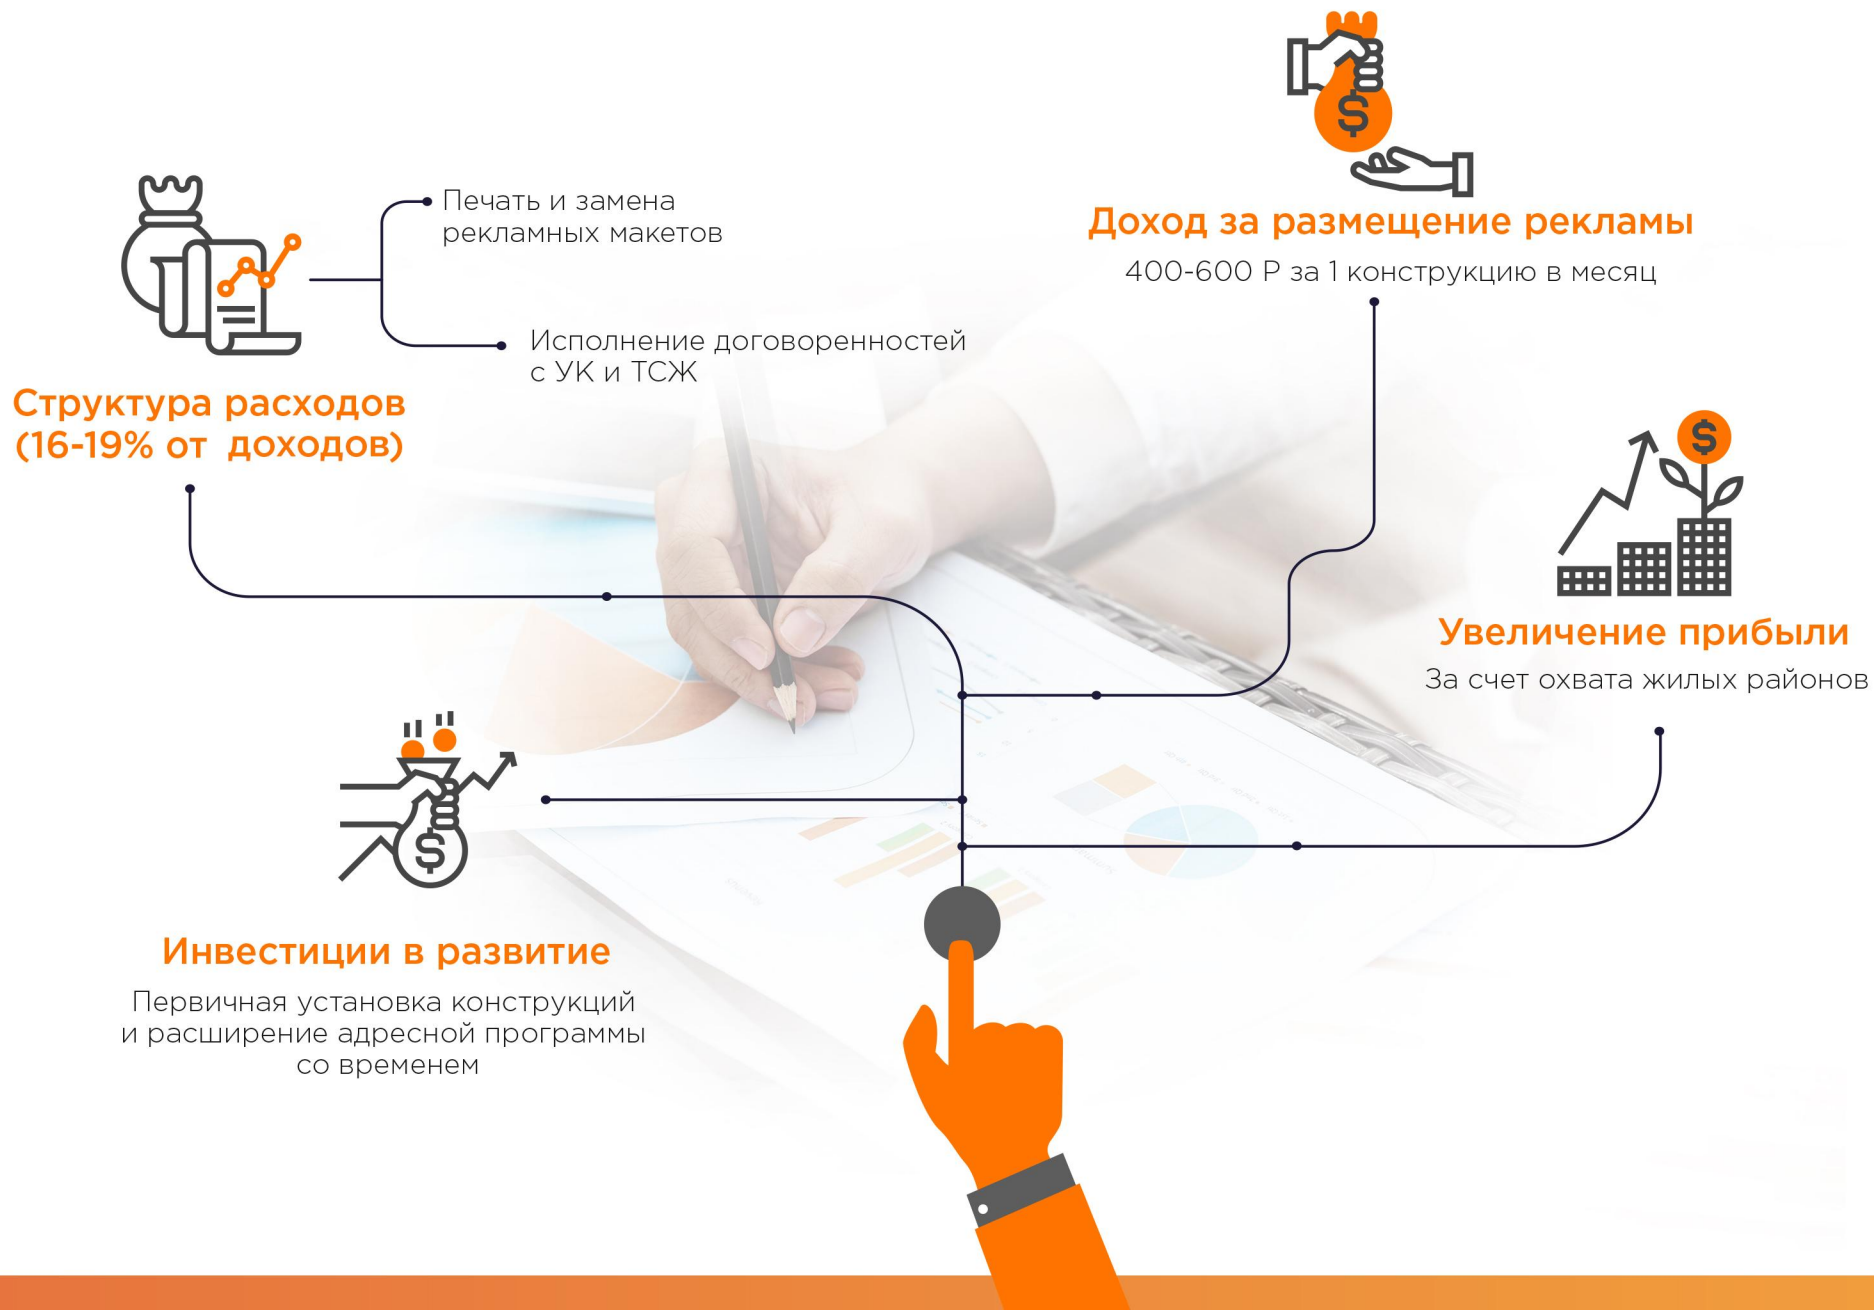 Печать и замена
рекламных макетов
Исполнение договоренностей
с УК и ТСЖ
Структура расходов
(16-19% от доходов)
Доход за размещение рекламы
400-600 Р за 1 конструкцию в месяц
Увеличение прибыли
За счет охвата жилых районов
Инвестиции в развитие
Первичная установка конструкций
и расширение адресной программы
со временем